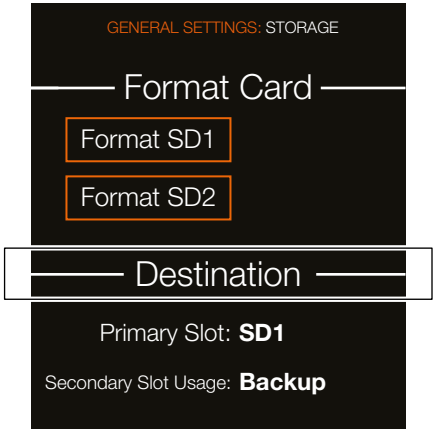 GENERAL SETTINGS: STORAGE
Format Card
Format SD1
Format SD2
Destination
Primary Slot: SD1
Secondary Slot Usage: Backup